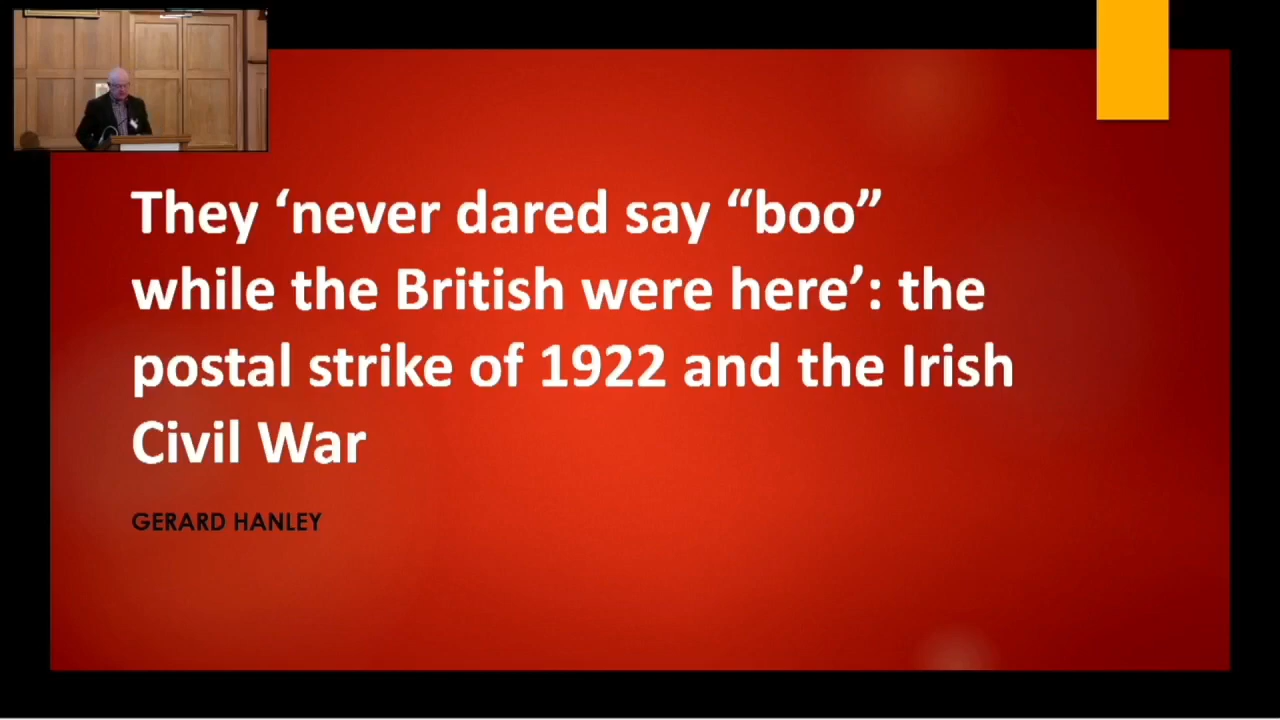 They ‘never dared say “boo”
while the British were here’: the
postal strike of 1922 and the Irish
Civil War
GERARD HANLEY